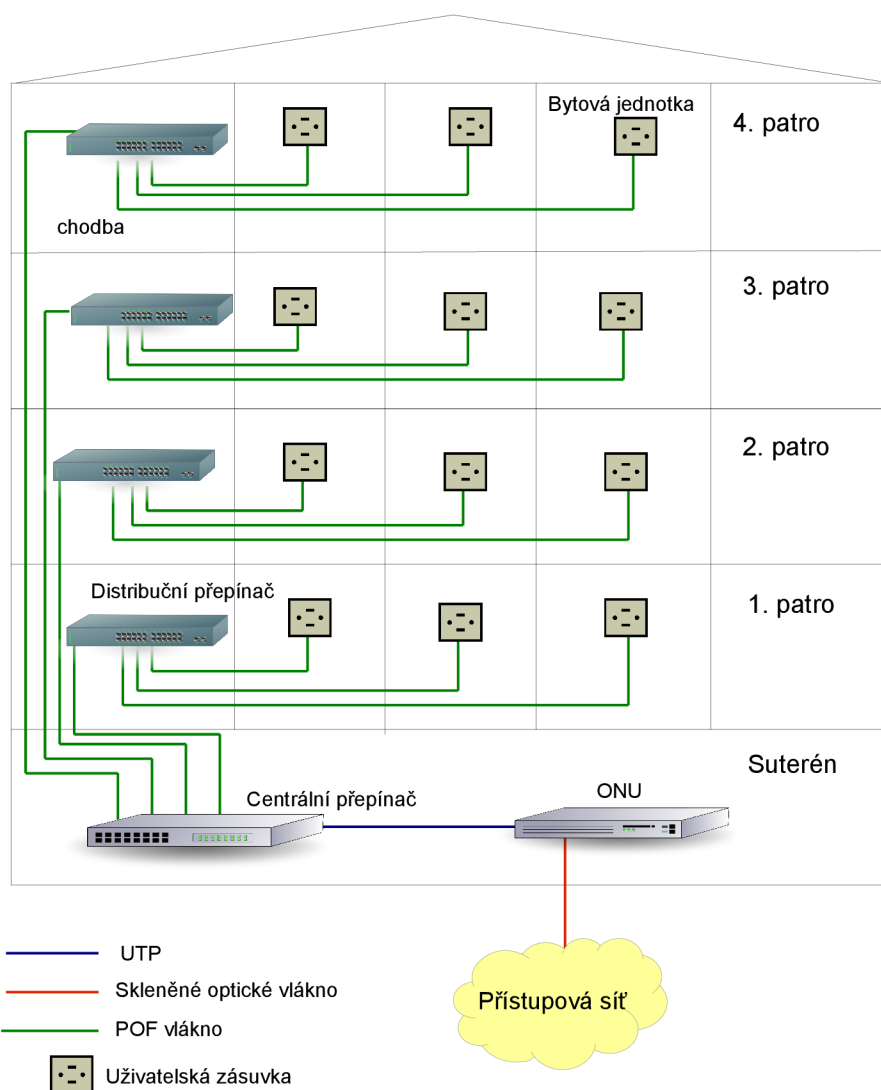 Bytová jednotka
4. patro
chodba
3. patro
2. patro
Distribuční přepínač
1. patro
Suterén
Centrální přepínač
ONU
UTP
Skleněné optické vlákno
POF vlákno
Uživatelská zásuvka
Přístupová síť